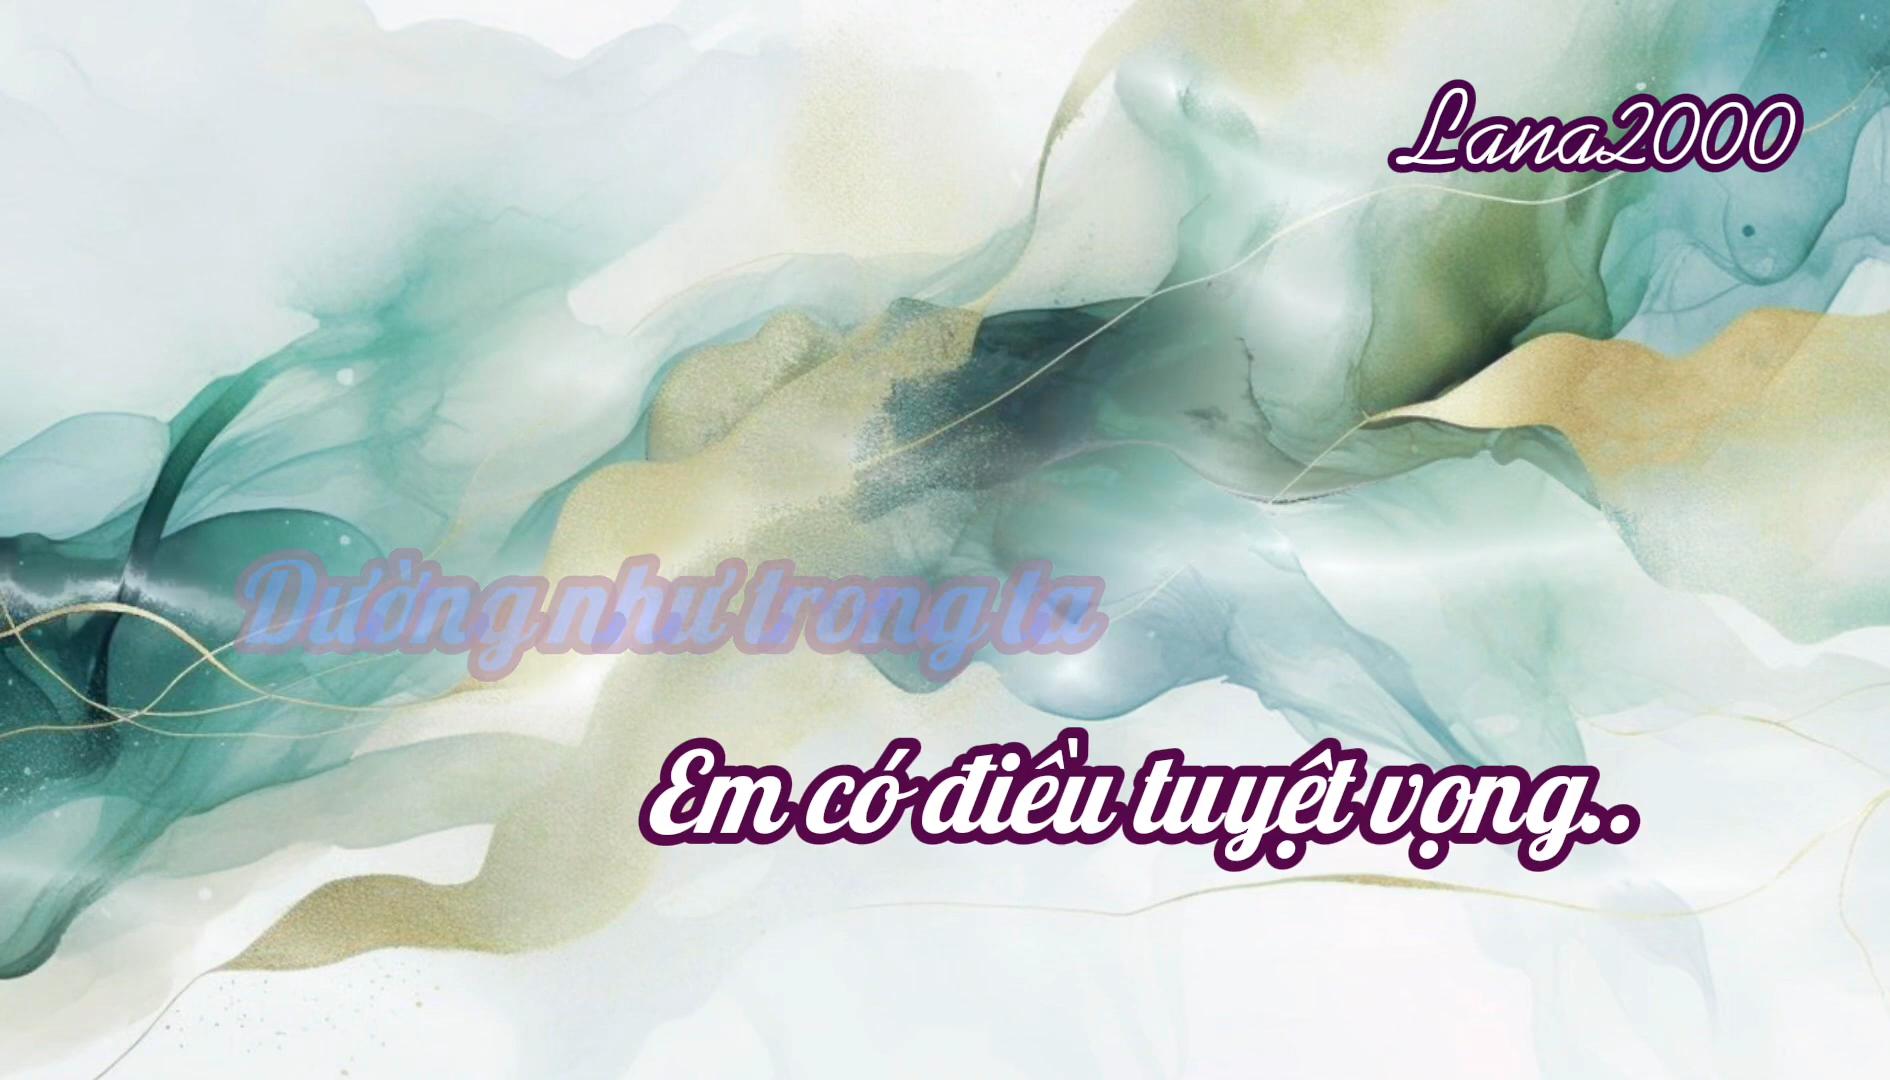 Lana2000
Dường như trong ta
Em có điều tuyệt vọng..